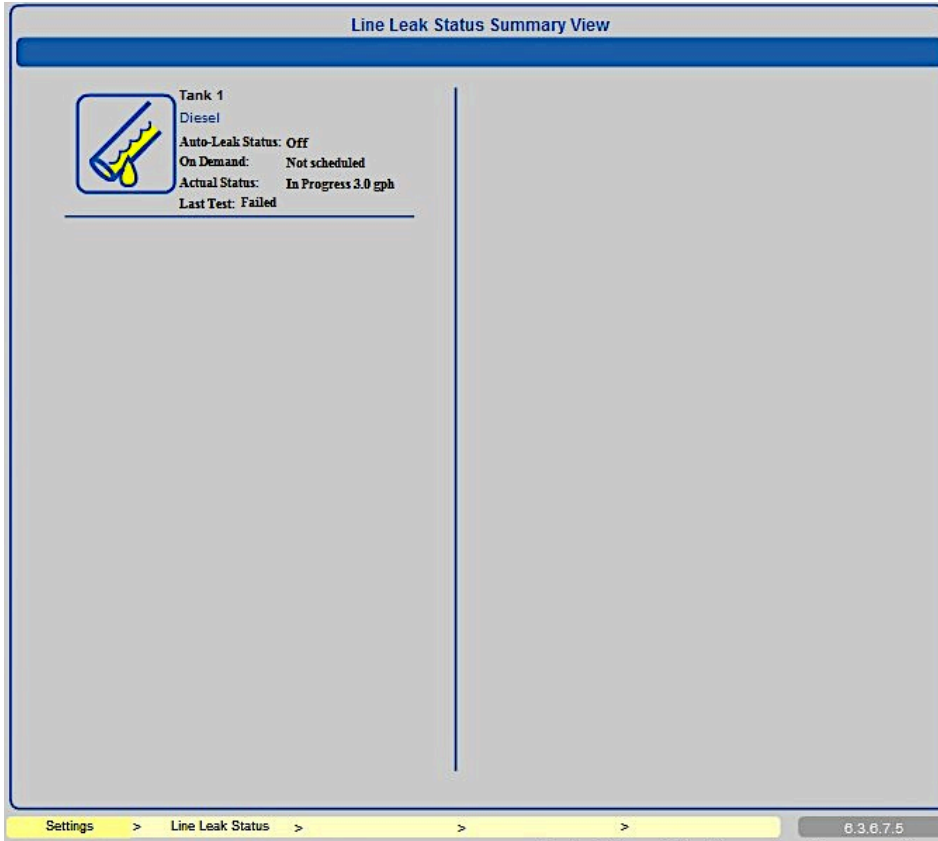 Line Leak Status Summary View
Tank 1
Diesel
Auto-Leak Status: Off
On Demand: Not scheduled
Actual Status: In Progress 3.0 gph
Last Test: Failed
Settings > Line Leak Status > > >
6.3.6.7.5